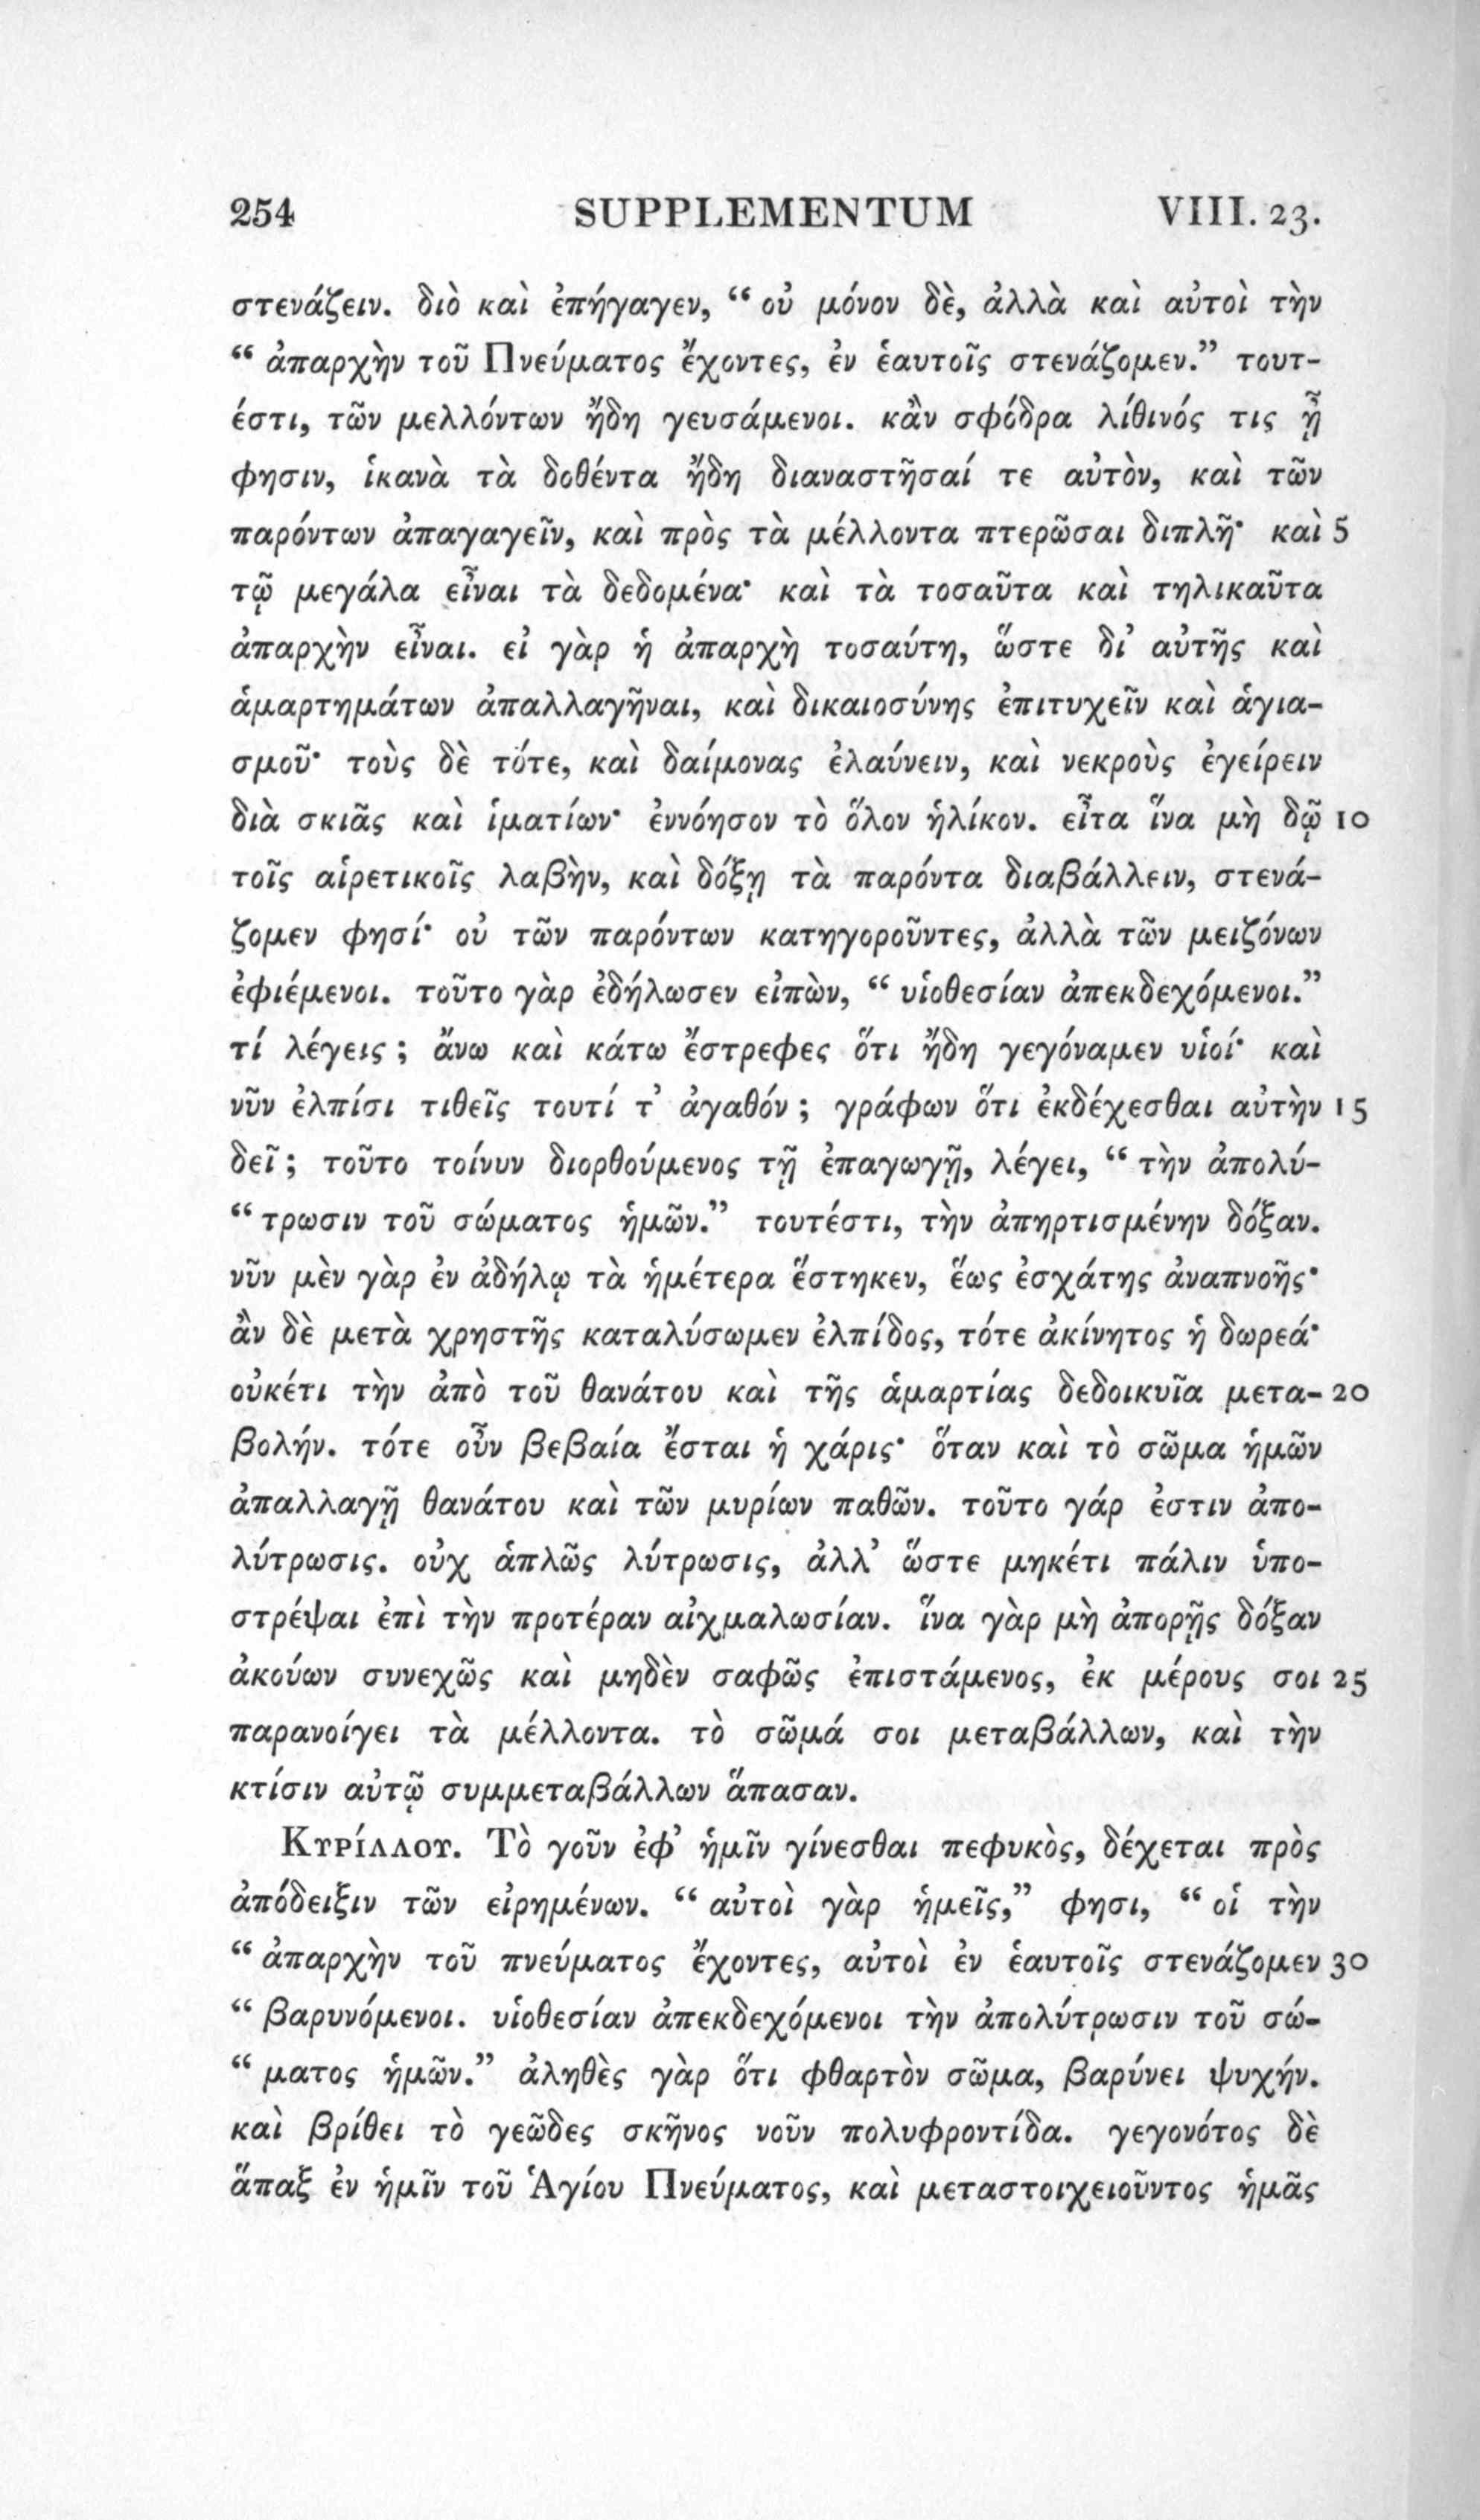 254 SUPPLEMENTUM VIII. 23.
στενάζειν. διὸ καὶ ἐπήγαγεν, “ οὐ μόνον δὲ, ἀλλὰ καὶ αὐτοὶ τὴν
“ ἀπαρχὴν τοῦ Πνεύματος ἔχοντες, ἐν ἑαυτοῖς στενάζομεν.” τουτ-
έστι, τῶν μελλόντων ἤδη γευσάμενοι. κἂν σφόδρα λίθινός τις ᾖ
φησιν, ἱκανὰ τὰ δοθέντα ἤδη διαναστῆσαί τε αὐτὸν, καὶ τῶν
παρόντων ἀπαγαγεῖν, καὶ πρὸς τὰ μέλλοντα πτερῶσαι διπλῆ· καὶ 5
τῷ μεγάλα εἶναι τὰ δεδομένα· καὶ τὰ τοσαῦτα καὶ τηλικαῦτα
ἀπαρχὴν εἶναι. εἰ γὰρ ἡ ἀπαρχὴ τοσαύτη, ὥστε δι’ αὐτῆς καὶ
ἁμαρτημάτων ἀπαλλαγῆναι, καὶ δικαιοσύνης ἐπιτυχεῖν καὶ ἁγια-
σμοῦ· τοὺς δὲ τότε, καὶ δαίμονας ἐλαύνειν, καὶ νεκροὺς ἐγείρειν
διὰ σκιᾶς καὶ ἱματίων· ἐννόησον τὸ ὅλον ἡλίκον. εἶτα ἵνα μὴ δῷ 10
τοῖς αἱρετικοῖς λαβὴν, καὶ δόξῃ τὰ παρόντα διαβάλλειν, στενά-
ζομεν φησί· οὐ τῶν παρόντων κατηγοροῦντες, ἀλλὰ τῶν μειζόνων
ἐφιέμενοι. τοῦτο γὰρ ἐδήλωσεν εἰπὼν, “ υἱοθεσίαν ἀπεκδεχόμενοι.”
τί λέγεις ; ἄνω καὶ κάτω ἔστρεφες ὅτι ἤδη γεγόναμεν υἱοί· καὶ
νῦν ἐλπίσι τιθεῖς τουτί τ’ ἀγαθόν ; γράφων ὅτι ἐκδέχεσθαι αὐτὴν 15
δεῖ ; τοῦτο τοίνυν διορθούμενος τῇ ἐπαγωγῇ, λέγει, “ τὴν ἀπολύ-
“ τρωσιν τοῦ σώματος ἡμῶν.” τουτέστι, τὴν ἀπηρτισμένην δόξαν.
νῦν μὲν γὰρ ἐν ἀδήλῳ τὰ ἡμέτερα ἕστηκεν, ἕως ἐσχάτης ἀναπνοῆς·
ἂν δὲ μετὰ χρηστῆς καταλύσωμεν ἐλπίδος, τότε ἀκίνητος ἡ δωρεά·
οὐκέτι τὴν ἀπὸ τοῦ θανάτου καὶ τῆς ἁμαρτίας δεδοικυῖα μετα- 20
βολήν. τότε οὖν βεβαία ἔσται ἡ χάρις· ὅταν καὶ τὸ σῶμα ἡμῶν
ἀπαλλαγῇ θανάτου καὶ τῶν μυρίων παθῶν. τοῦτο γάρ ἐστιν ἀπο-
λύτρωσις. οὐχ ἁπλῶς λύτρωσις, ἀλλ’ ὥστε μηκέτι πάλιν ὑπο-
στρέψαι ἐπὶ τὴν προτέραν αἰχμαλωσίαν. ἵνα γὰρ μὴ ἀπορῇς δόξαν
ἀκούων συνεχῶς καὶ μηδὲν σαφῶς ἐπιστάμενος, ἐκ μέρους σοι 25
παρανοίγει τὰ μέλλοντα. τὸ σῶμά σοι μεταβάλλων, καὶ τὴν
κτίσιν αὐτῷ συμμεταβάλλων ἅπασαν.
Κυρίλλου. Τὸ γοῦν ἐφ’ ἡμῖν γίνεσθαι πεφυκὸς, δέχεται πρὸς
ἀπόδειξιν τῶν εἰρημένων. “ αὐτοὶ γὰρ ἡμεῖς,” φησι, “ οἱ τὴν
“ ἀπαρχὴν τοῦ πνεύματος ἔχοντες, αὐτοὶ ἐν ἑαυτοῖς στενάζομεν 30
“ βαρυνόμενοι. υἱοθεσίαν ἀπεκδεχόμενοι τὴν ἀπολύτρωσιν τοῦ σώ-
“ ματος ἡμῶν.” ἀληθὲς γὰρ ὅτι φθαρτὸν σῶμα, βαρύνει ψυχήν.
καὶ βρίθει τὸ γεῶδες σκῆνος νοῦν πολυφροντίδα. γεγονότος δὲ
ἅπαξ ἐν ἡμῖν τοῦ Ἁγίου Πνεύματος, καὶ μεταστοιχειοῦντος ἡμᾶς